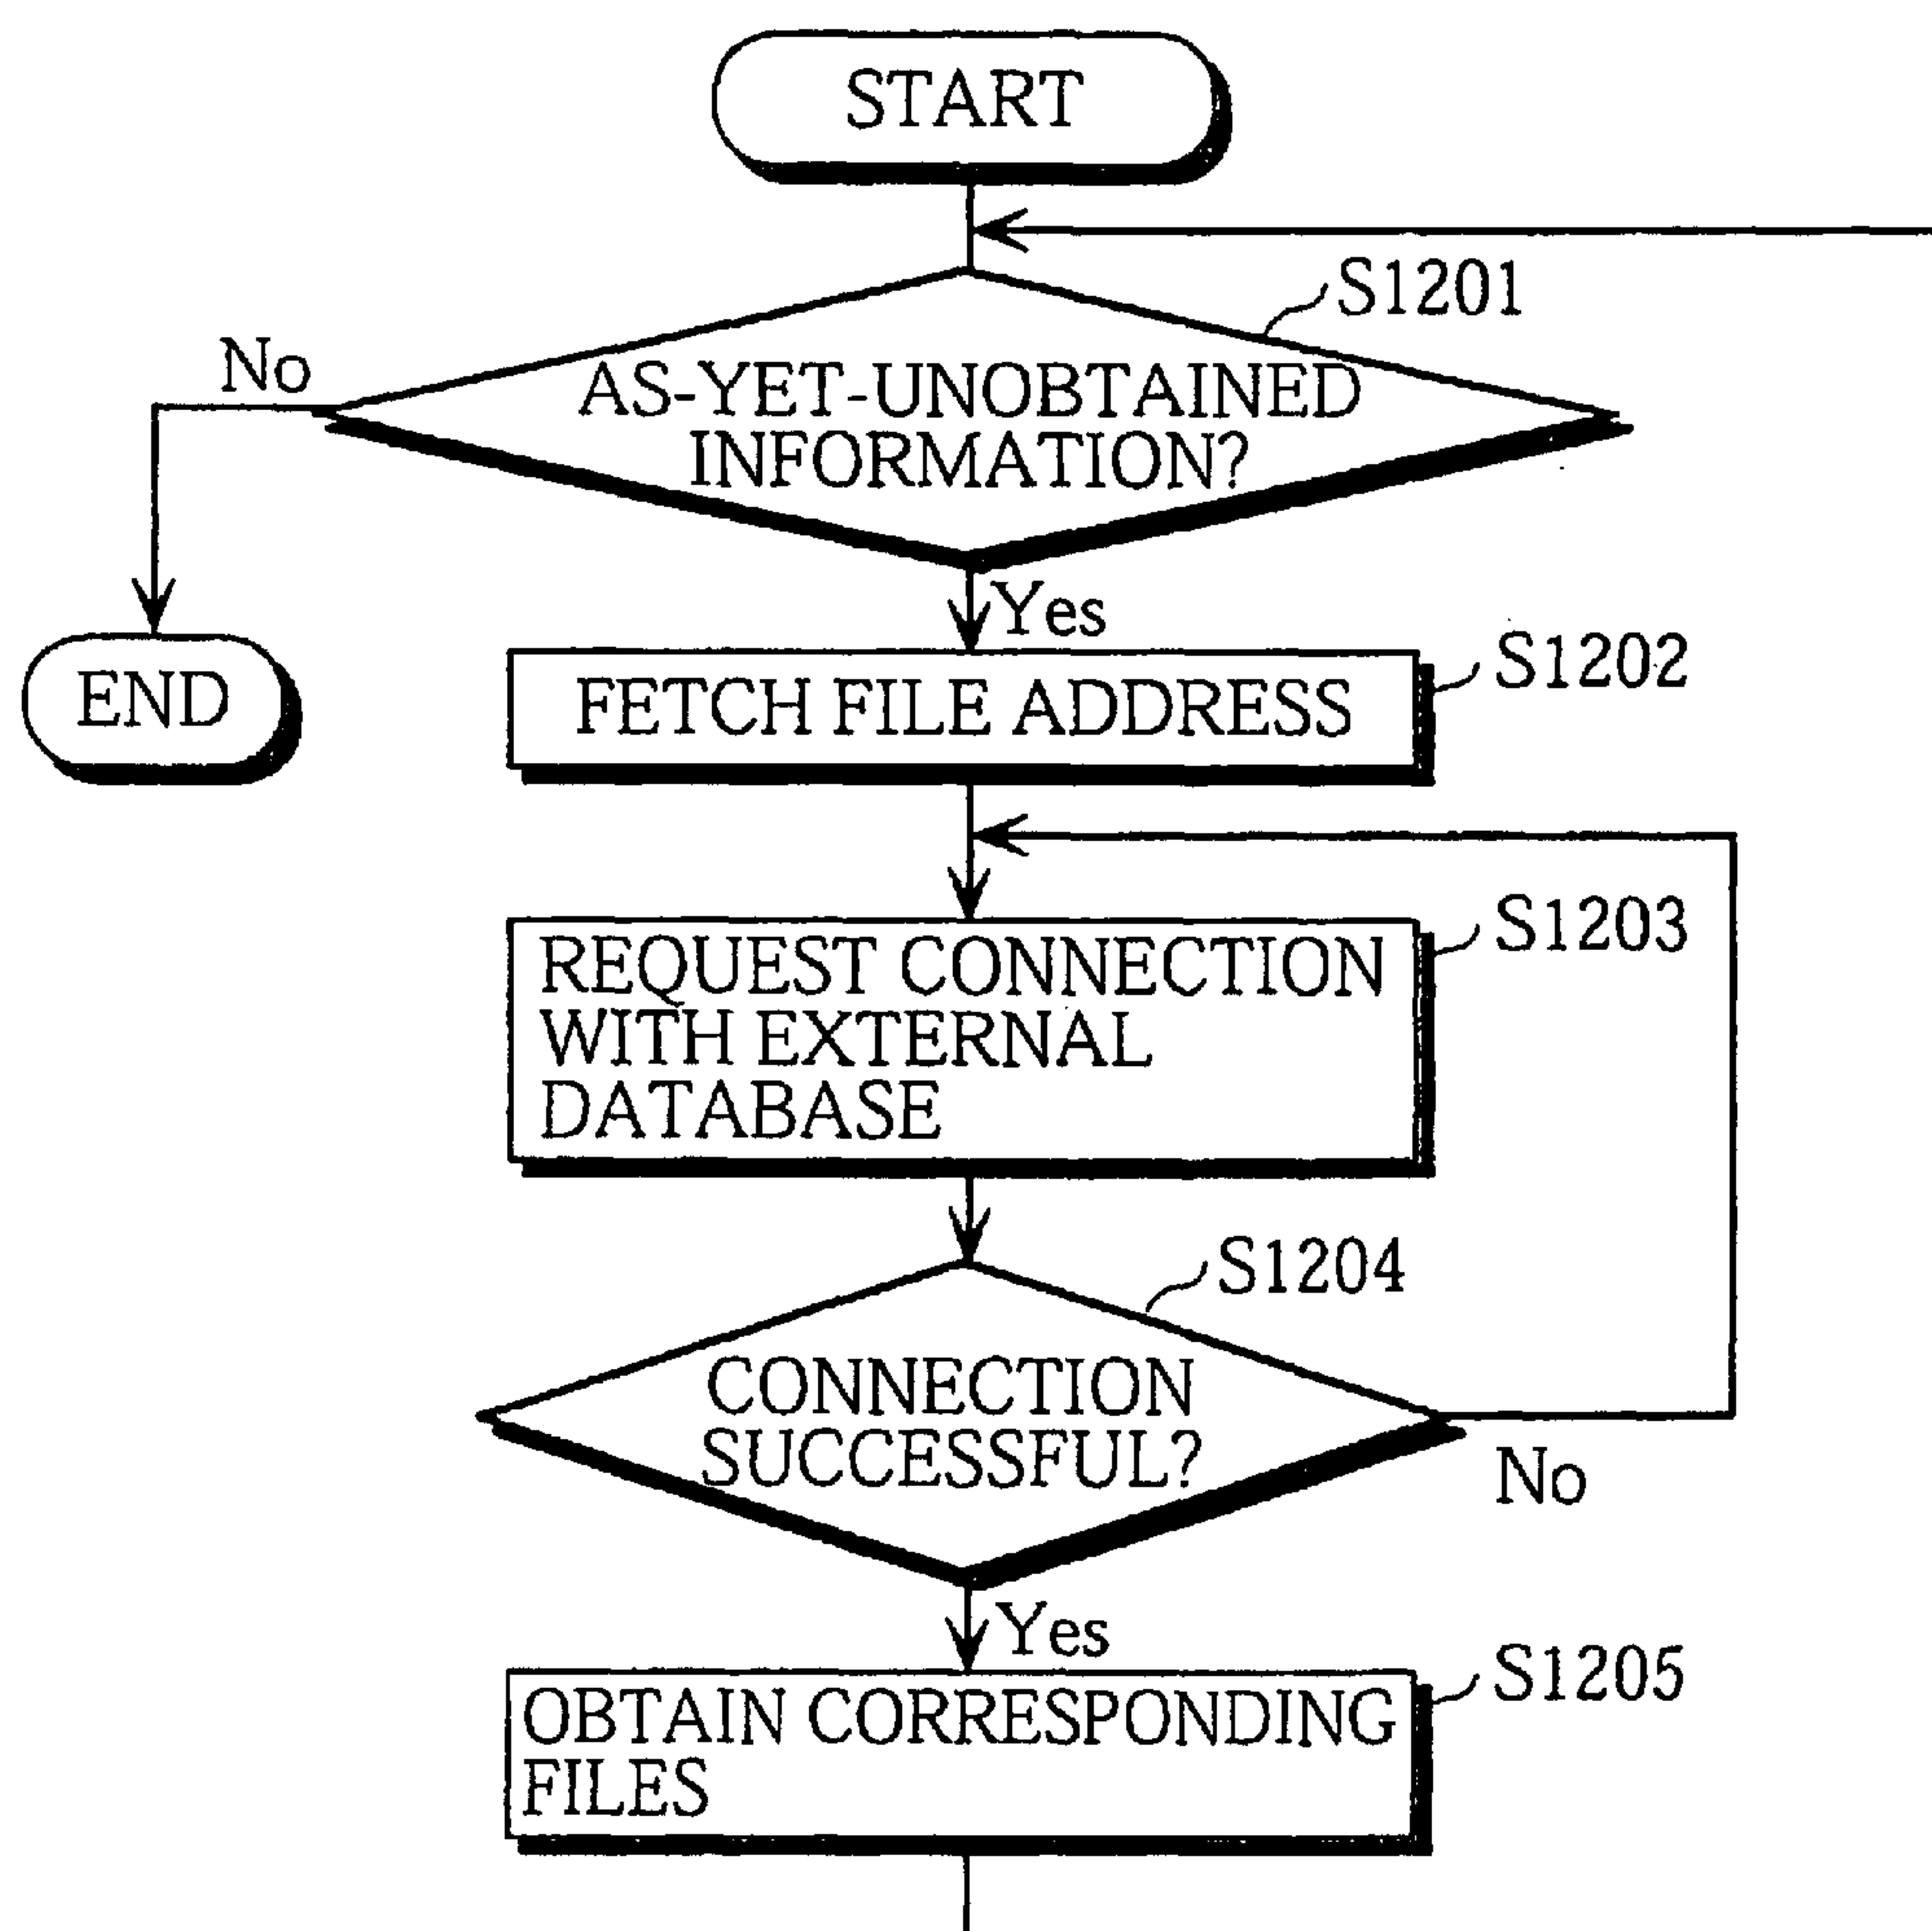 START
S1201
No
AS-YET-UNOBTAINED
INFORMATION?
Yes
END
FETCH FILE ADDRESS
S1202
REQUEST CONNECTION
WITH EXTERNAL
DATABASE
S1203
S1204
CONNECTION
SUCCESSFUL?
No
Yes
OBTAIN CORRESPONDING
FILES
S1205